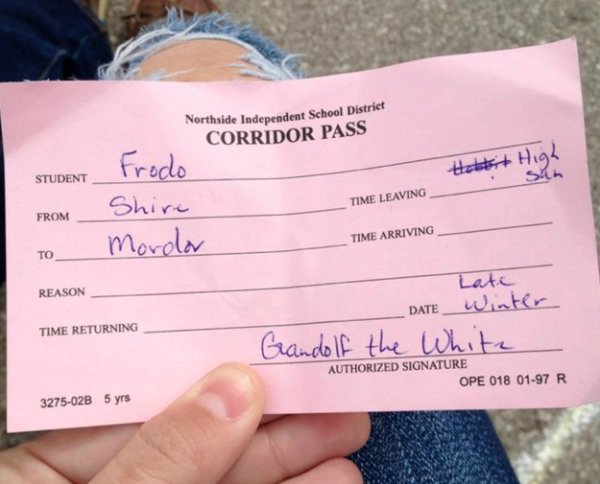 Northside Independent School District
CORRIDOR PASS
STUDENT Frodo
FROM Shire TIME LEAVING Hobbit High Sun
TO Mordor TIME ARRIVING
REASON
TIME RETURNING DATE Late Winter
Gandolf the White
AUTHORIZED SIGNATURE
3275-02B 5 yrs OPE 018 01-97 R